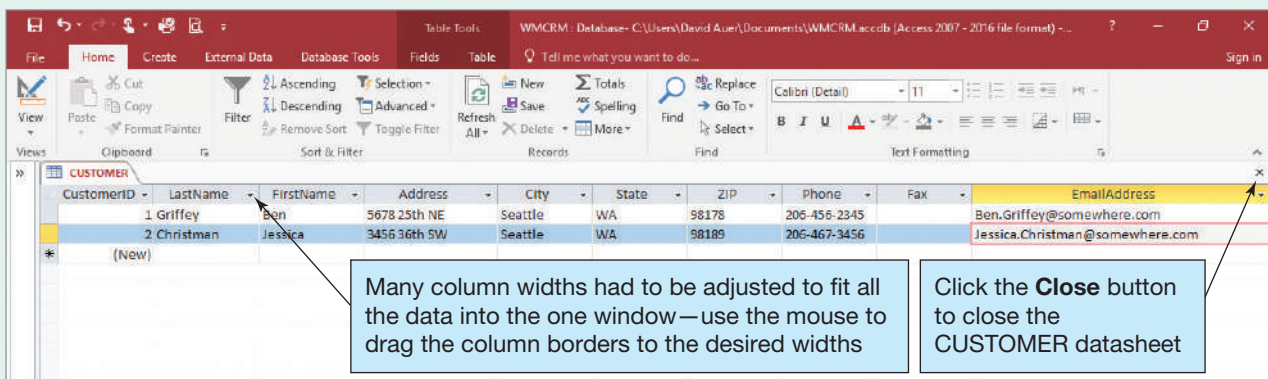 Table Tools WMCRM : Database- C:\Users\David Auer\Documents\WMCRM.accdb (Access 2007 - 2016 file format) -... ?
File Home Create External Data Database Tools Fields Table Tell me what you want to do... Sign in
View
Paste
Cut
Copy
Format Painter
Filter
Ascending
Descending
Remove Sort
Selection
Advanced
Toggle Filter
Refresh
All
New
Save
Delete
Totals
Spelling
More
Find
Replace
Go To
Select
Calibri (Detail) 11
B I U A
Views Clipboard Sort & Filter Records Find Text Formatting
CUSTOMER
CustomerID LastName FirstName Address City State ZIP Phone Fax EmailAddress
1 Griffey Ben 5678 25th NE Seattle WA 98178 206-456-2345 Ben.Griffey@somewhere.com
2 Christman Jessica 3456 36th SW Seattle WA 98189 206-467-3456 Jessica.Christman@somewhere.com
(New)
Many column widths had to be adjusted to fit all
the data into the one window—use the mouse to
drag the column borders to the desired widths
Click the Close button
to close the
CUSTOMER datasheet